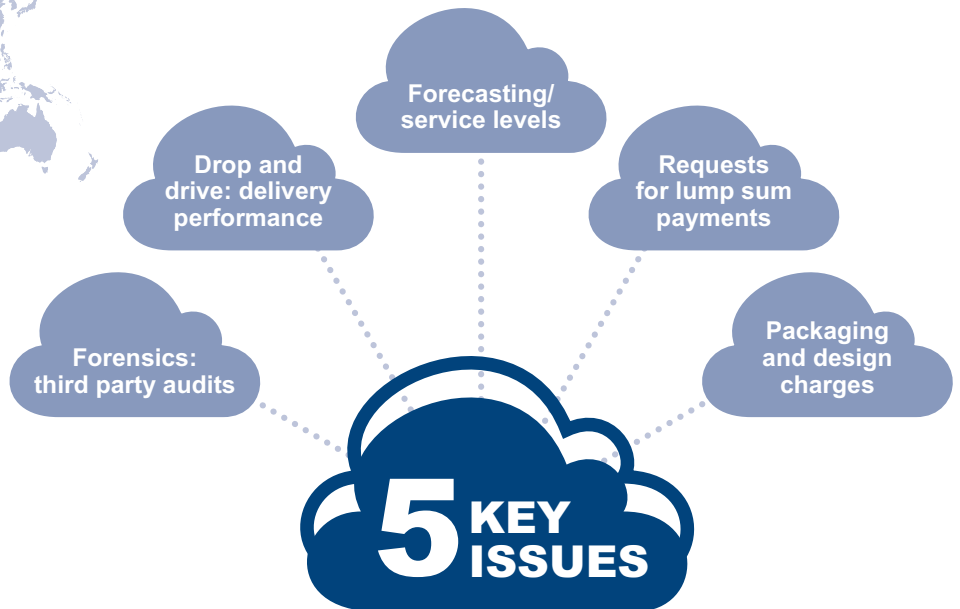 Forecasting/
service levels
Drop and
drive: delivery
performance
Requests
for lump sum
payments
Forensics:
third party audits
Packaging
and design
charges
5 KEY
ISSUES